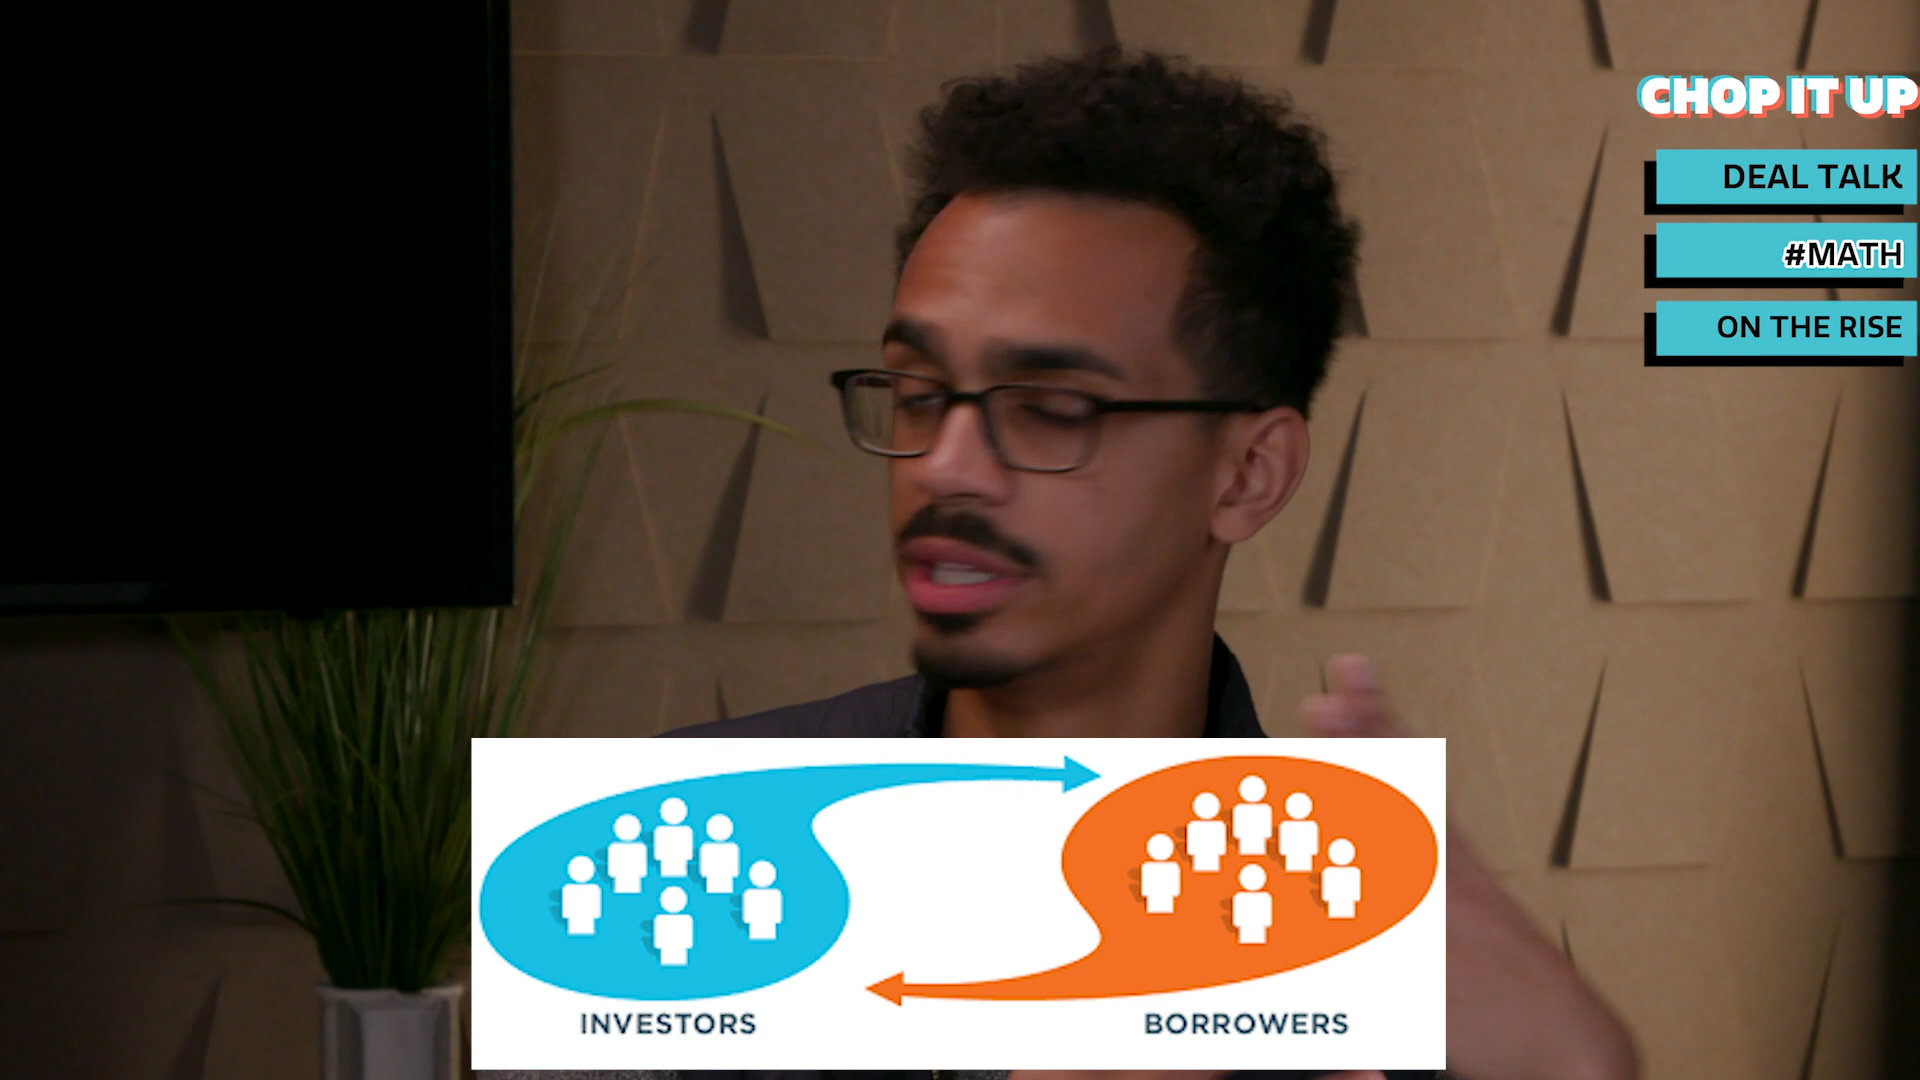 CHOP IT UP
DEAL TALK
#MATH
ON THE RISE
INVESTORS
BORROWERS